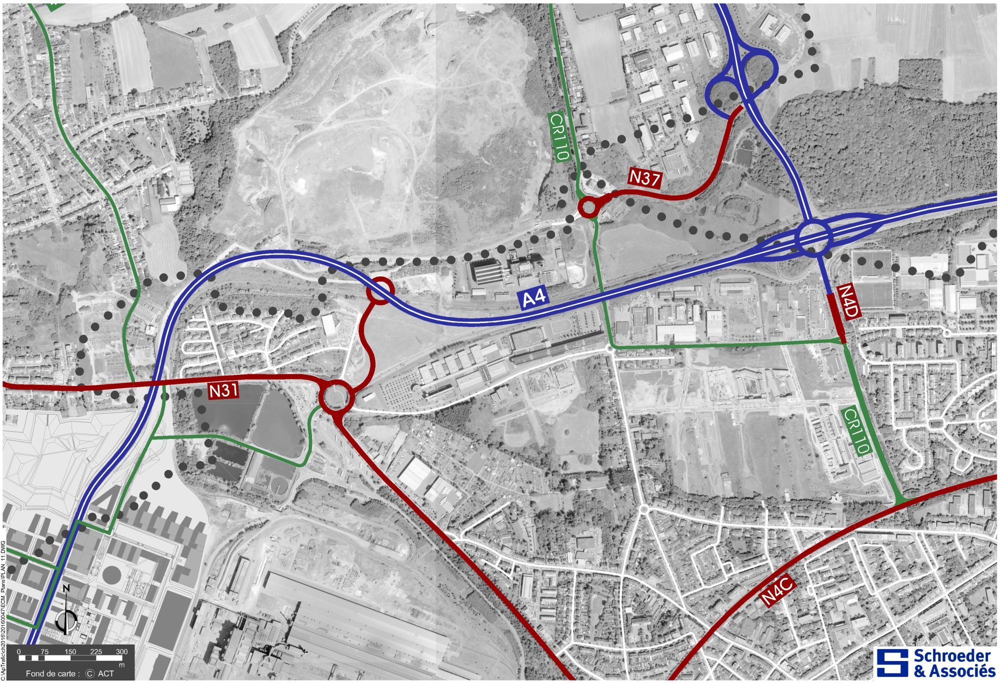 CR110
N37
A4
N4D
N31
CR110
N4C
N
0 75 150 225 300
m
Fond de carte : © ACT
C:\ApTrafic\ch2016\20160047\ECM_Plans\PLAN_11.DWG
Schroeder
& Associés